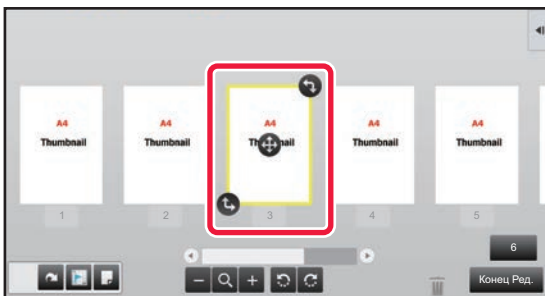 A4 A4 A4 A4 A4
Thumbnail Thumbnail Thumbnail Thumbnail
1 2 3 4 5
6
Конец Ред.